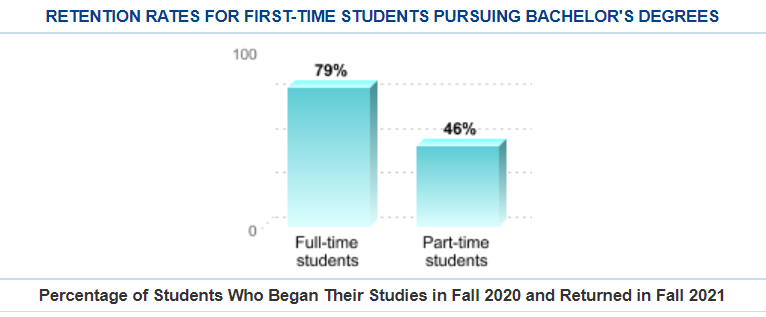 RETENTION RATES FOR FIRST-TIME STUDENTS PURSUING BACHELOR'S DEGREES
100
79%
46%
0
Full-time
students
Part-time
students
Percentage of Students Who Began Their Studies in Fall 2020 and Returned in Fall 2021